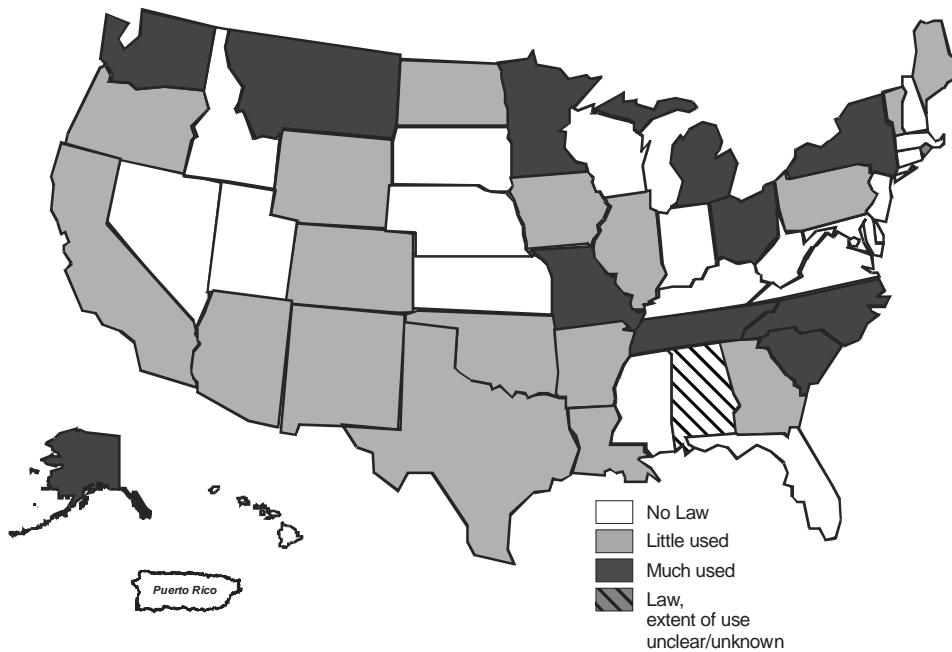 Puerto Rico
No Law
Little used
Much used
Law,
extent of use
unclear/unknown